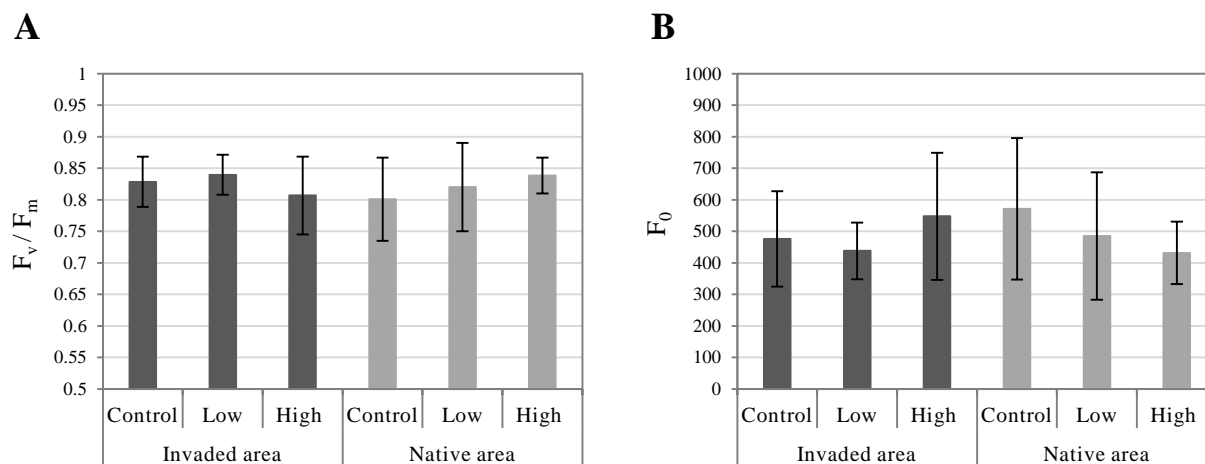 A
1
0.95
0.9
0.85
0.8
0.75
0.7
0.65
0.6
0.55
0.5
Fv / Fm
Control Low High Control Low High
Invaded area Native area
B
1000
900
800
700
600
500
400
300
200
100
0
F0
Control Low High Control Low High
Invaded area Native area